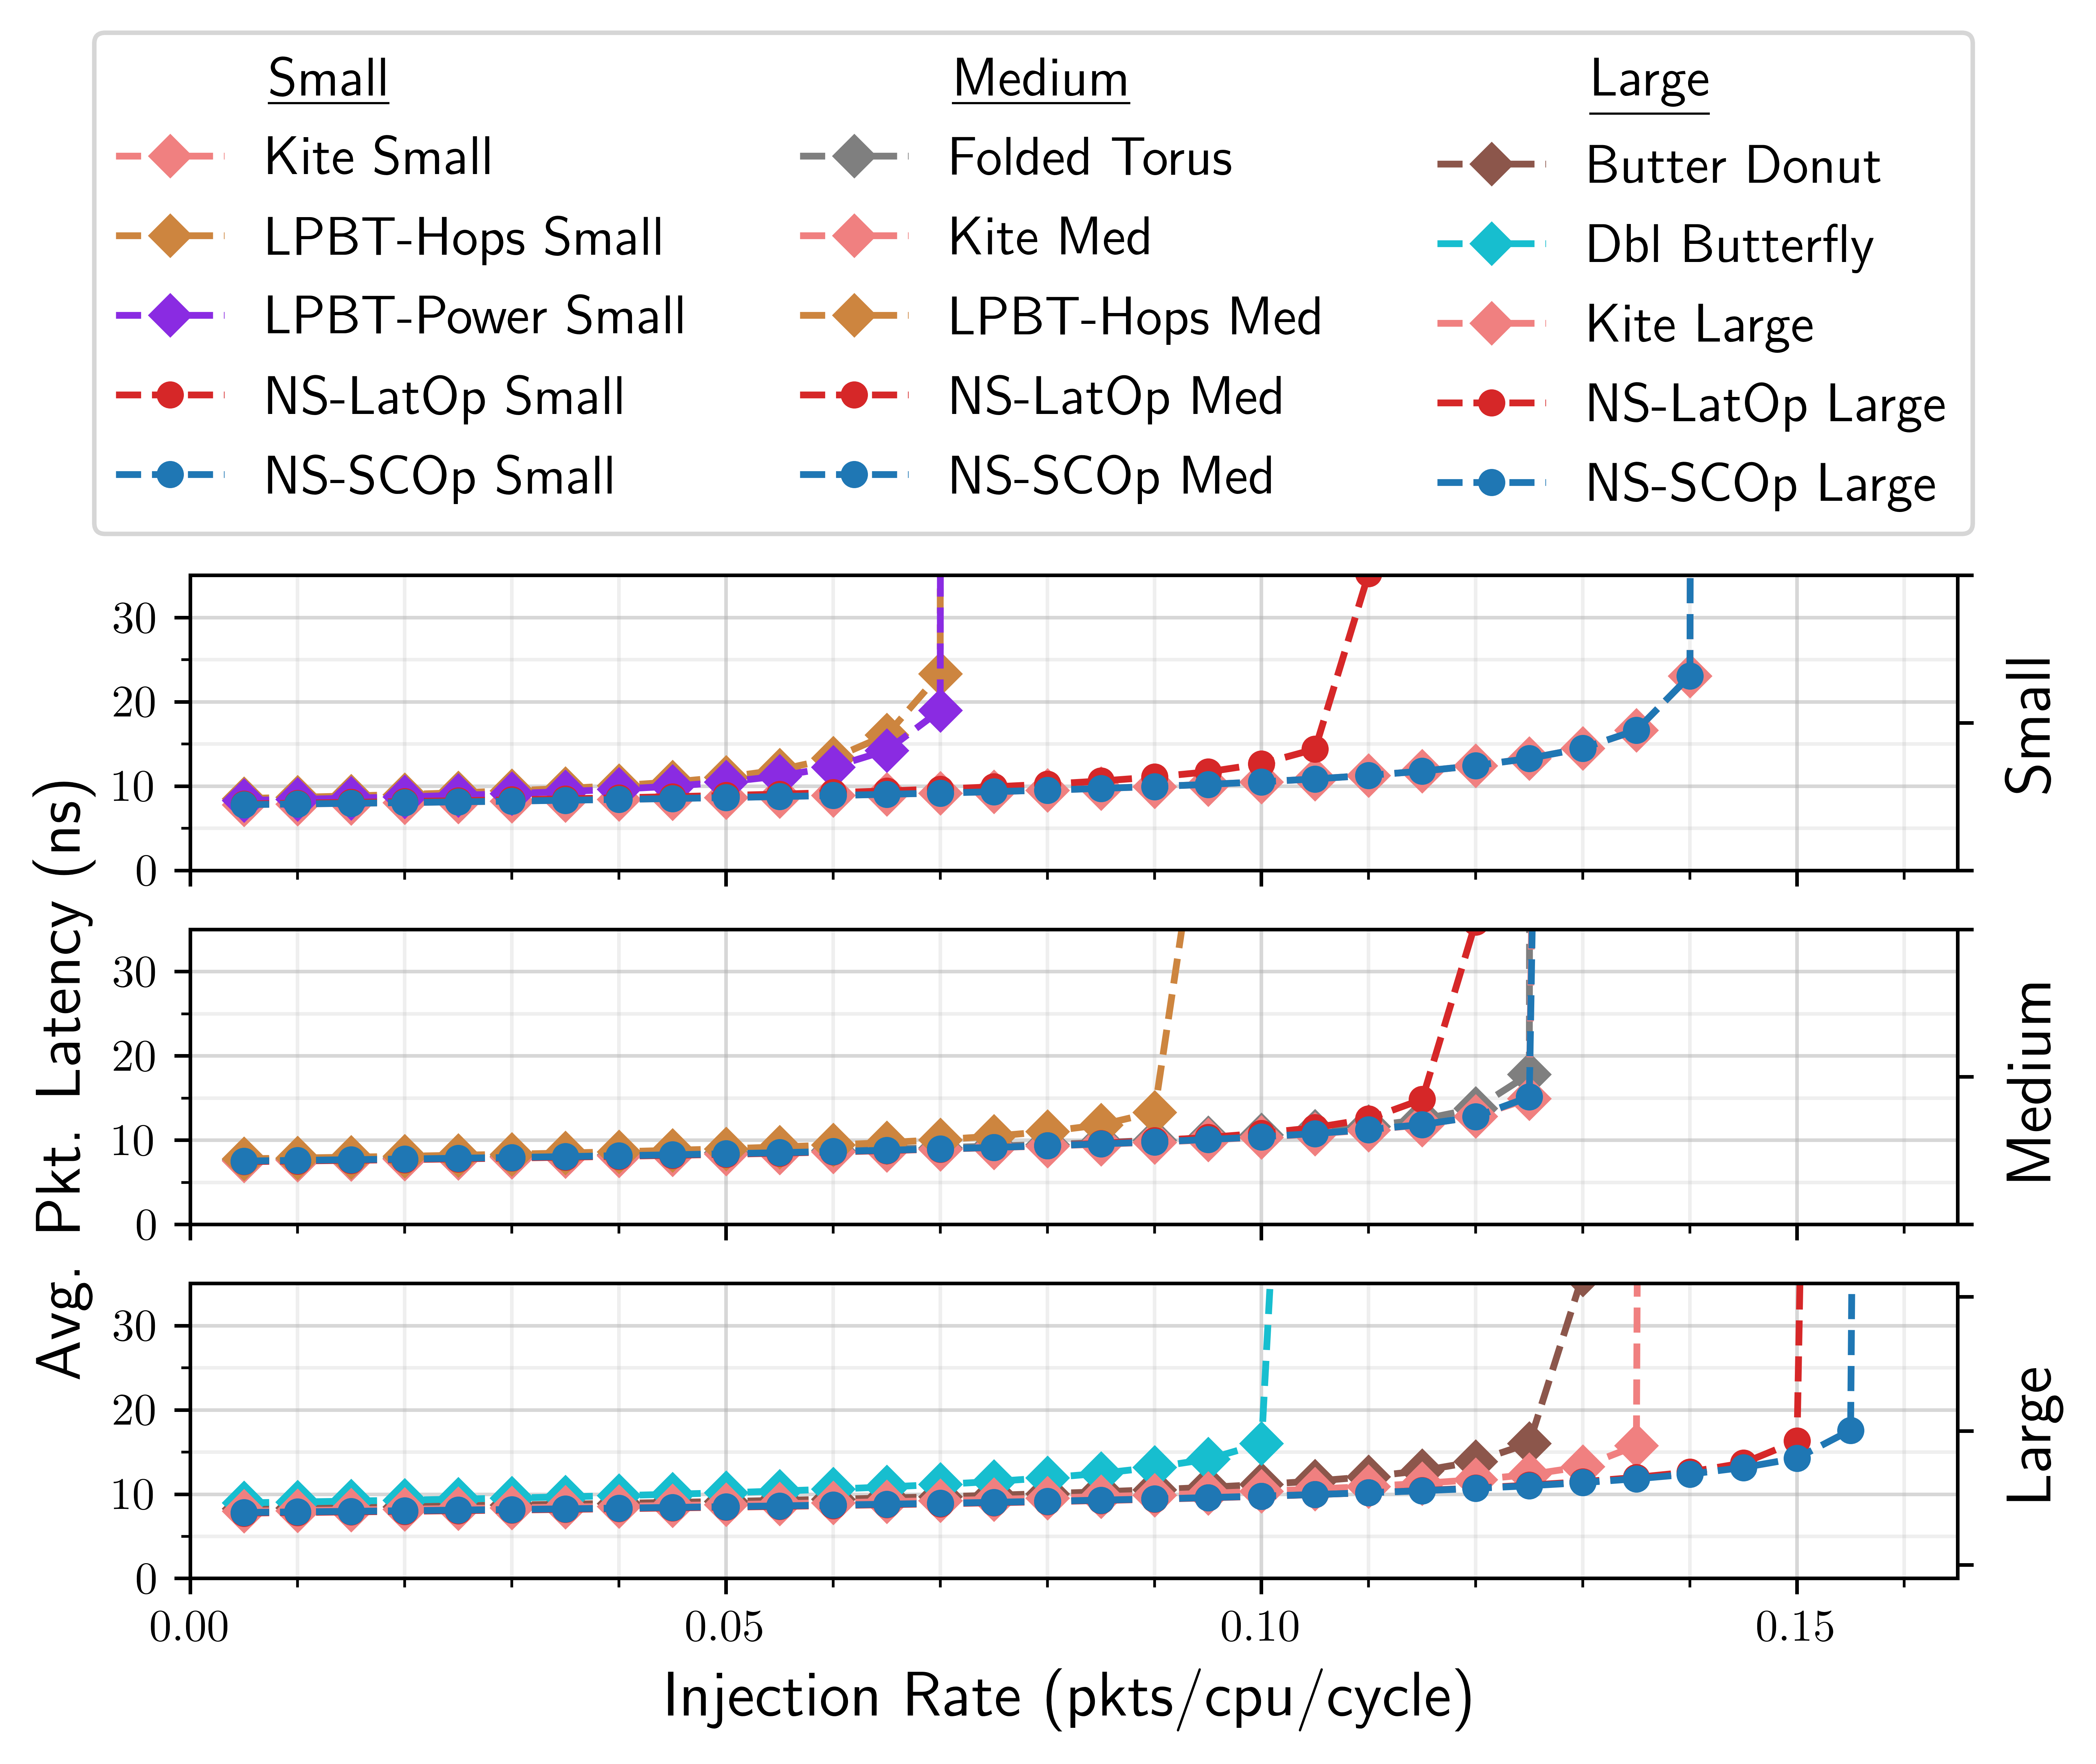 Small
Kite Small
LPBT-Hops Small
LPBT-Power Small
NS-LatOp Small
NS-SCOp Small
Medium
Folded Torus
Kite Med
LPBT-Hops Med
NS-LatOp Med
NS-SCOp Med
Large
Butter Donut
Dbl Butterfly
Kite Large
NS-LatOp Large
NS-SCOp Large
Avg. Pkt. Latency (ns)
30
20
10
0
Small
30
20
10
0
Medium
30
20
10
0
Large
0.00 0.05 0.10 0.15
Injection Rate (pkts/cpu/cycle)